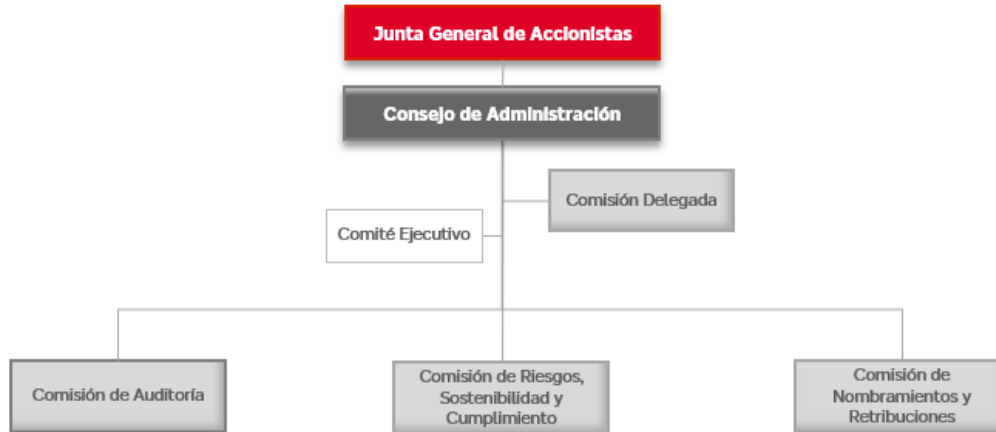 Junta General de Accionistas
Consejo de Administración
Comisión Delegada
Comité Ejecutivo
Comisión de Auditoría
Comisión de Riesgos,
Sostenibilidad y
Cumplimiento
Comisión de
Nombramientos y
Retribuciones